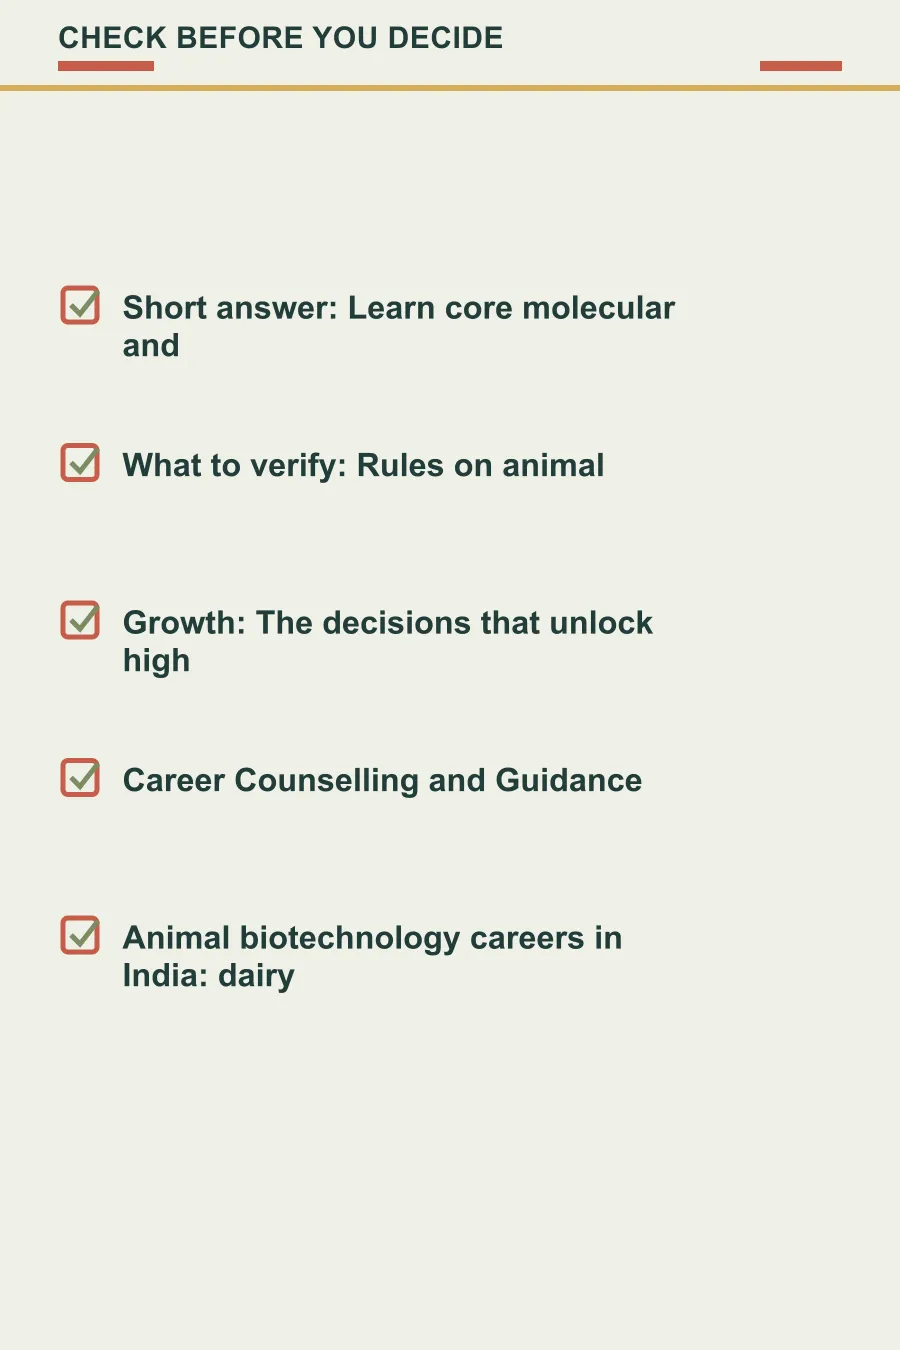 CHECK BEFORE YOU DECIDE
Short answer: Learn core molecular
and
What to verify: Rules on animal
Growth: The decisions that unlock
high
Career Counselling and Guidance
Animal biotechnology careers in
India: dairy